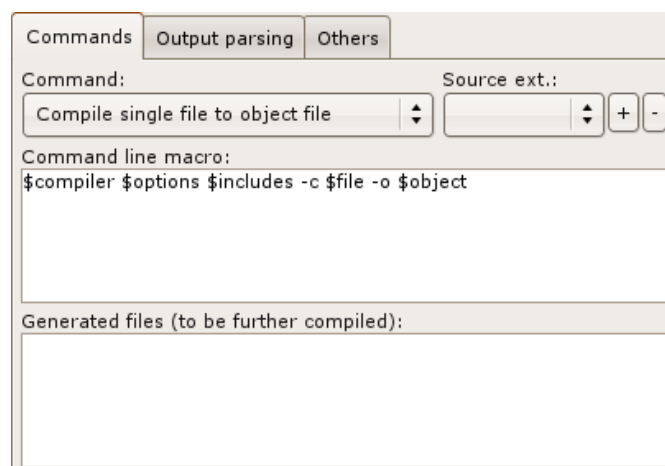 Commands Output parsing Others
Command: Source ext.:
Compile single file to object file + -
Command line macro:
$compiler $options $includes -c $file -o $object
Generated files (to be further compiled):